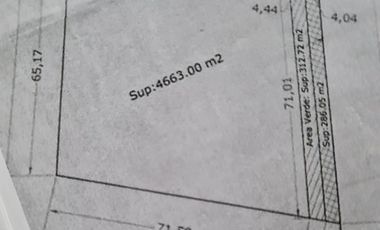 4,44
4,04
65,17
Sup:4663.00 m2
71,01
Area Verde: Sup:312.72 m2
Sup:286.05 m2